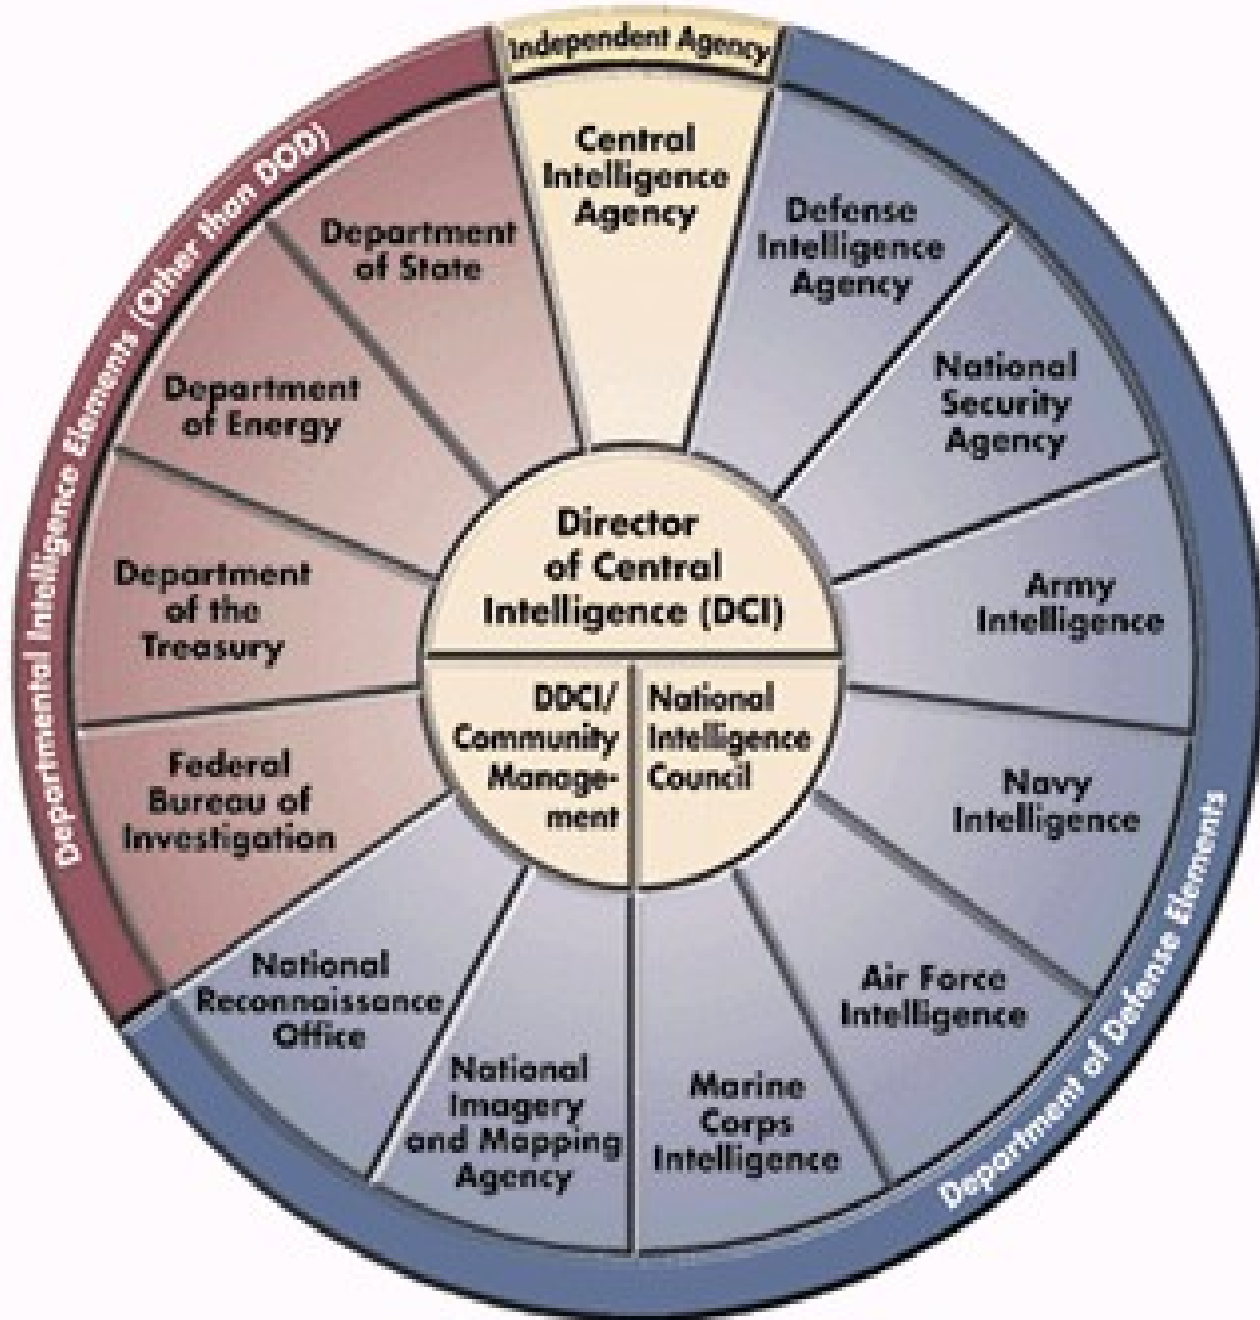 Independent Agency
Central
Intelligence
Agency
Defense
Intelligence
Agency
National
Security
Agency
Army
Intelligence
Navy
Intelligence
Air Force
Intelligence
Marine
Corps
Intelligence
National
Imagery
and Mapping
Agency
National
Reconnaissance
Office
Federal
Bureau of
Investigation
Department
of the
Treasury
Department
of Energy
Department
of State
Director
of Central
Intelligence (DCI)
DDCI/
Community
Manage-
ment
National
Intelligence
Council
Departmental Intelligence Elements (Other than DOD)
Department of Defense Elements